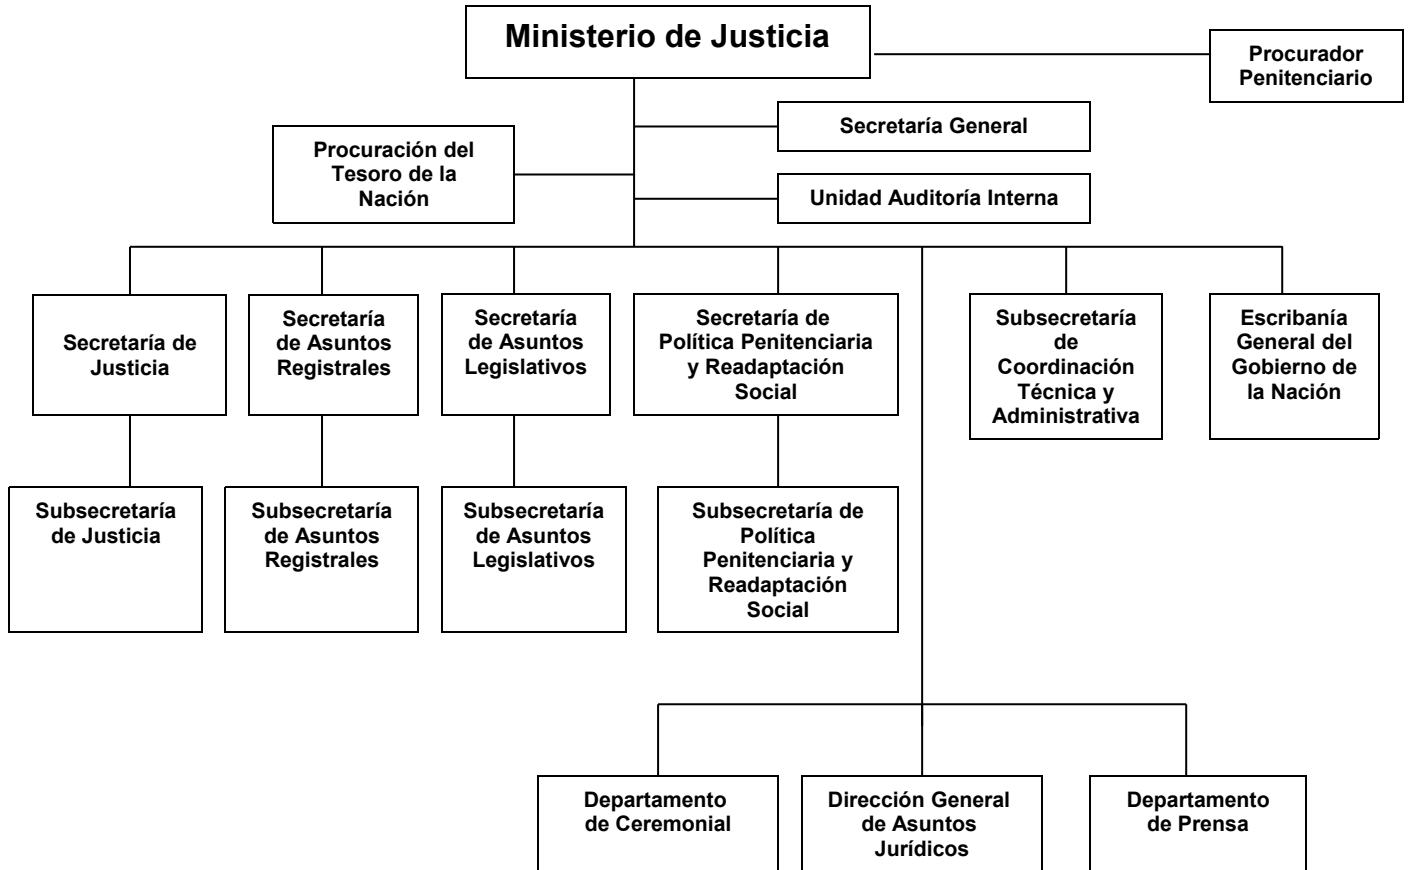 Ministerio de Justicia
Procurador
Penitenciario
Secretaría General
Procuración del
Tesoro de la
Nación
Unidad Auditoría Interna
Secretaría de
Justicia
Secretaría
de Asuntos
Registrales
Secretaría
de Asuntos
Legislativos
Secretaría de
Política Penitenciaria
y Readaptación
Social
Subsecretaría
de
Coordinación
Técnica y
Administrativa
Escribanía
General del
Gobierno de
la Nación
Subsecretaría
de Justicia
Subsecretaría
de Asuntos
Registrales
Subsecretaría
de Asuntos
Legislativos
Subsecretaría de
Política
Penitenciaria y
Readaptación
Social
Departamento
de Ceremonial
Dirección General
de Asuntos
Jurídicos
Departamento
de Prensa